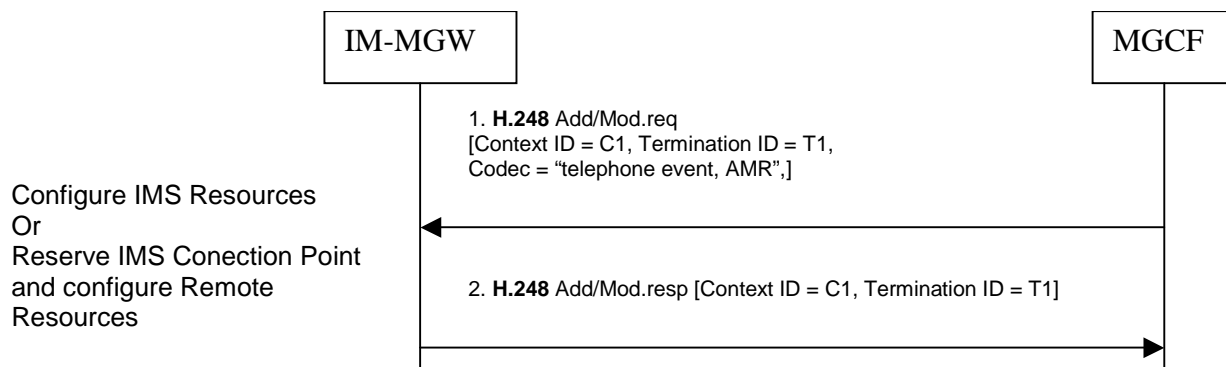 IM-MGW
MGCF
1. H.248 Add/Mod.req
[Context ID = C1, Termination ID = T1,
Codec = “telephone event, AMR”,]
Configure IMS Resources
Or
Reserve IMS Conection Point
and configure Remote
Resources
2. H.248 Add/Mod.resp [Context ID = C1, Termination ID = T1]